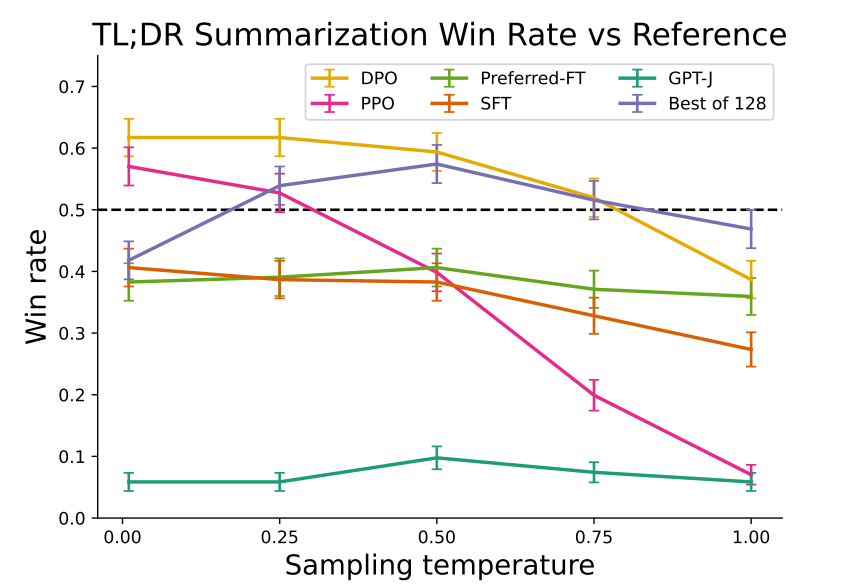 TL;DR Summarization Win Rate vs Reference
DPO Preferred-FT GPT-J
PPO SFT Best of 128
Win rate
0.7
0.6
0.5
0.4
0.3
0.2
0.1
0.0
0.00 0.25 0.50 0.75 1.00
Sampling temperature